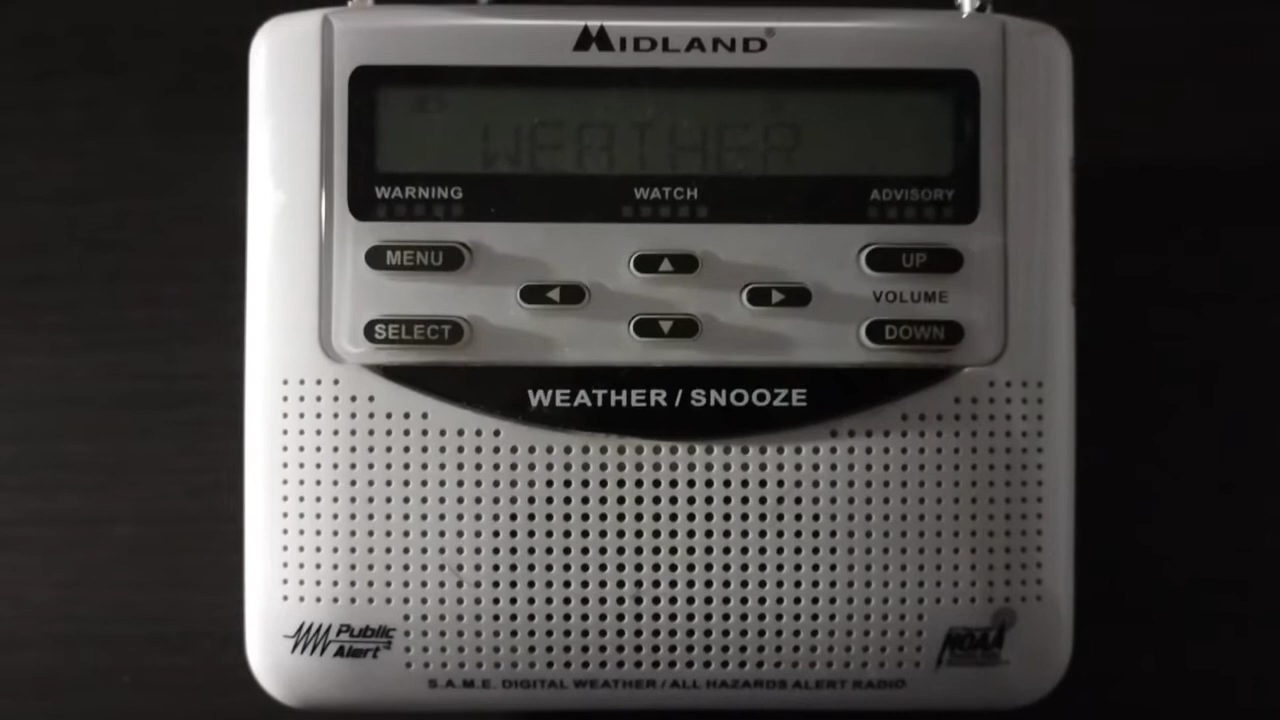 MIDLAND®
WEATHER
WARNING WATCH ADVISORY
MENU UP
VOLUME
SELECT DOWN
WEATHER / SNOOZE
Public Alert
NOAA
S.A.M.E. DIGITAL WEATHER / ALL HAZARDS ALERT RADIO